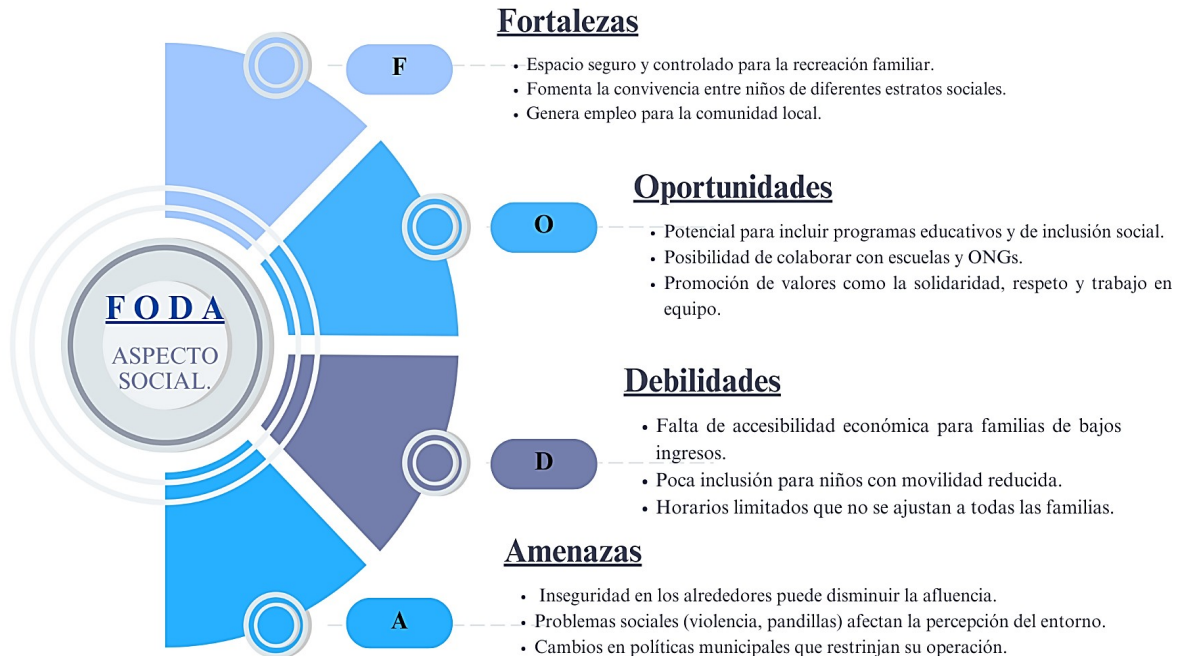 F O D A
ASPECTO
SOCIAL.
F
Fortalezas
• Espacio seguro y controlado para la recreación familiar.
• Fomenta la convivencia entre niños de diferentes estratos sociales.
• Genera empleo para la comunidad local.
O
Oportunidades
• Potencial para incluir programas educativos y de inclusión social.
• Posibilidad de colaborar con escuelas y ONGs.
• Promoción de valores como la solidaridad, respeto y trabajo en
equipo.
D
Debilidades
• Falta de accesibilidad económica para familias de bajos
ingresos.
• Poca inclusión para niños con movilidad reducida.
• Horarios limitados que no se ajustan a todas las familias.
A
Amenazas
• Inseguridad en los alrededores puede disminuir la afluencia.
• Problemas sociales (violencia, pandillas) afectan la percepción del entorno.
• Cambios en políticas municipales que restrinjan su operación.